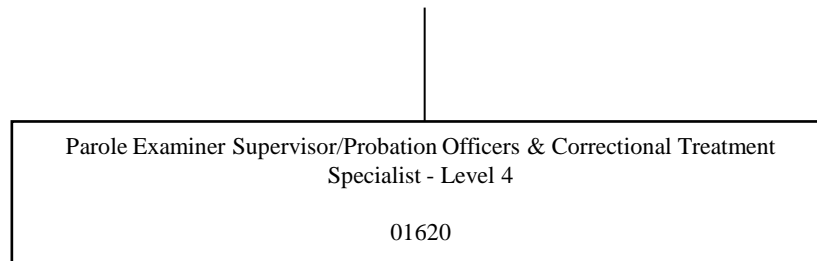 Parole Examiner Supervisor/Probation Officers & Correctional Treatment
Specialist - Level 4
01620